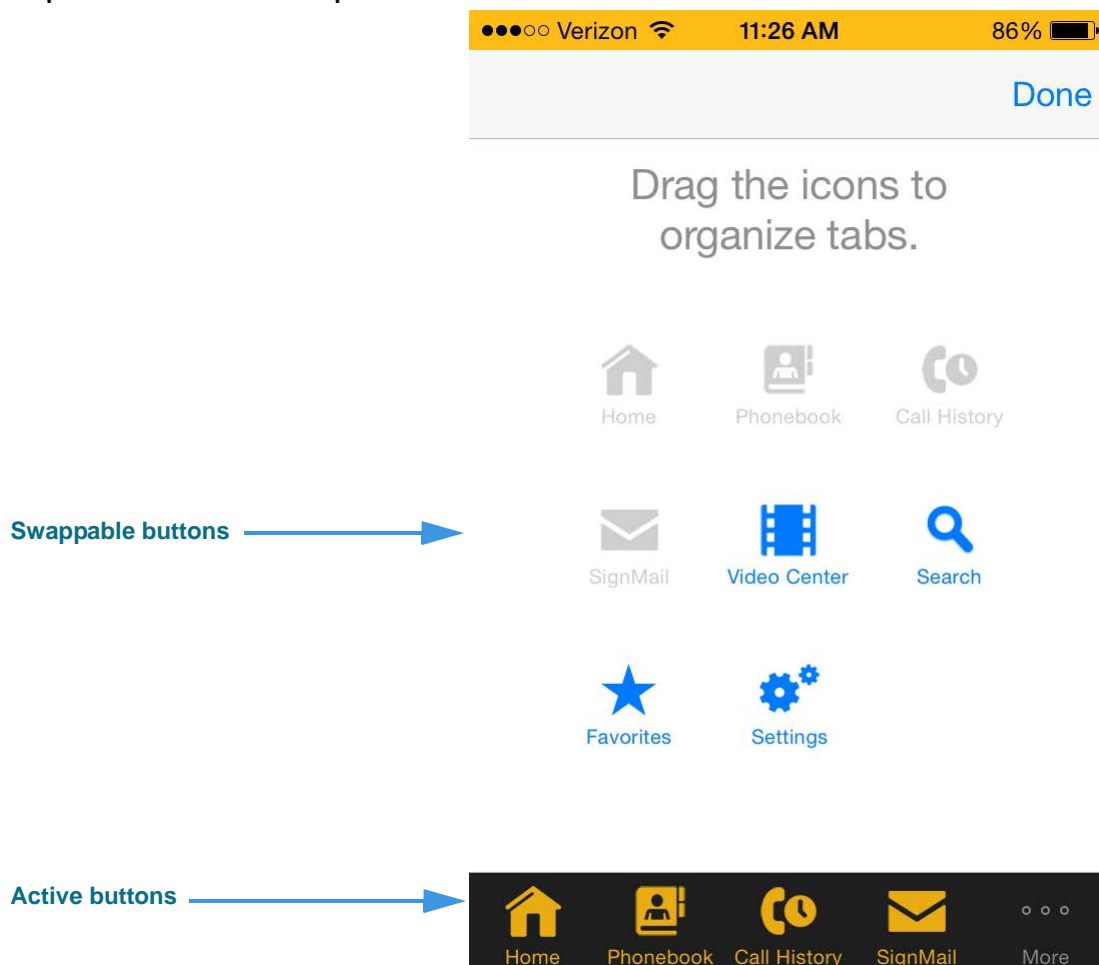 Verizon 11:26 AM 86%
Done
Drag the icons to
organize tabs.
Home Phonebook Call History
Swappable buttons
SignMail Video Center Search
Favorites Settings
Active buttons
Home Phonebook Call History SignMail More